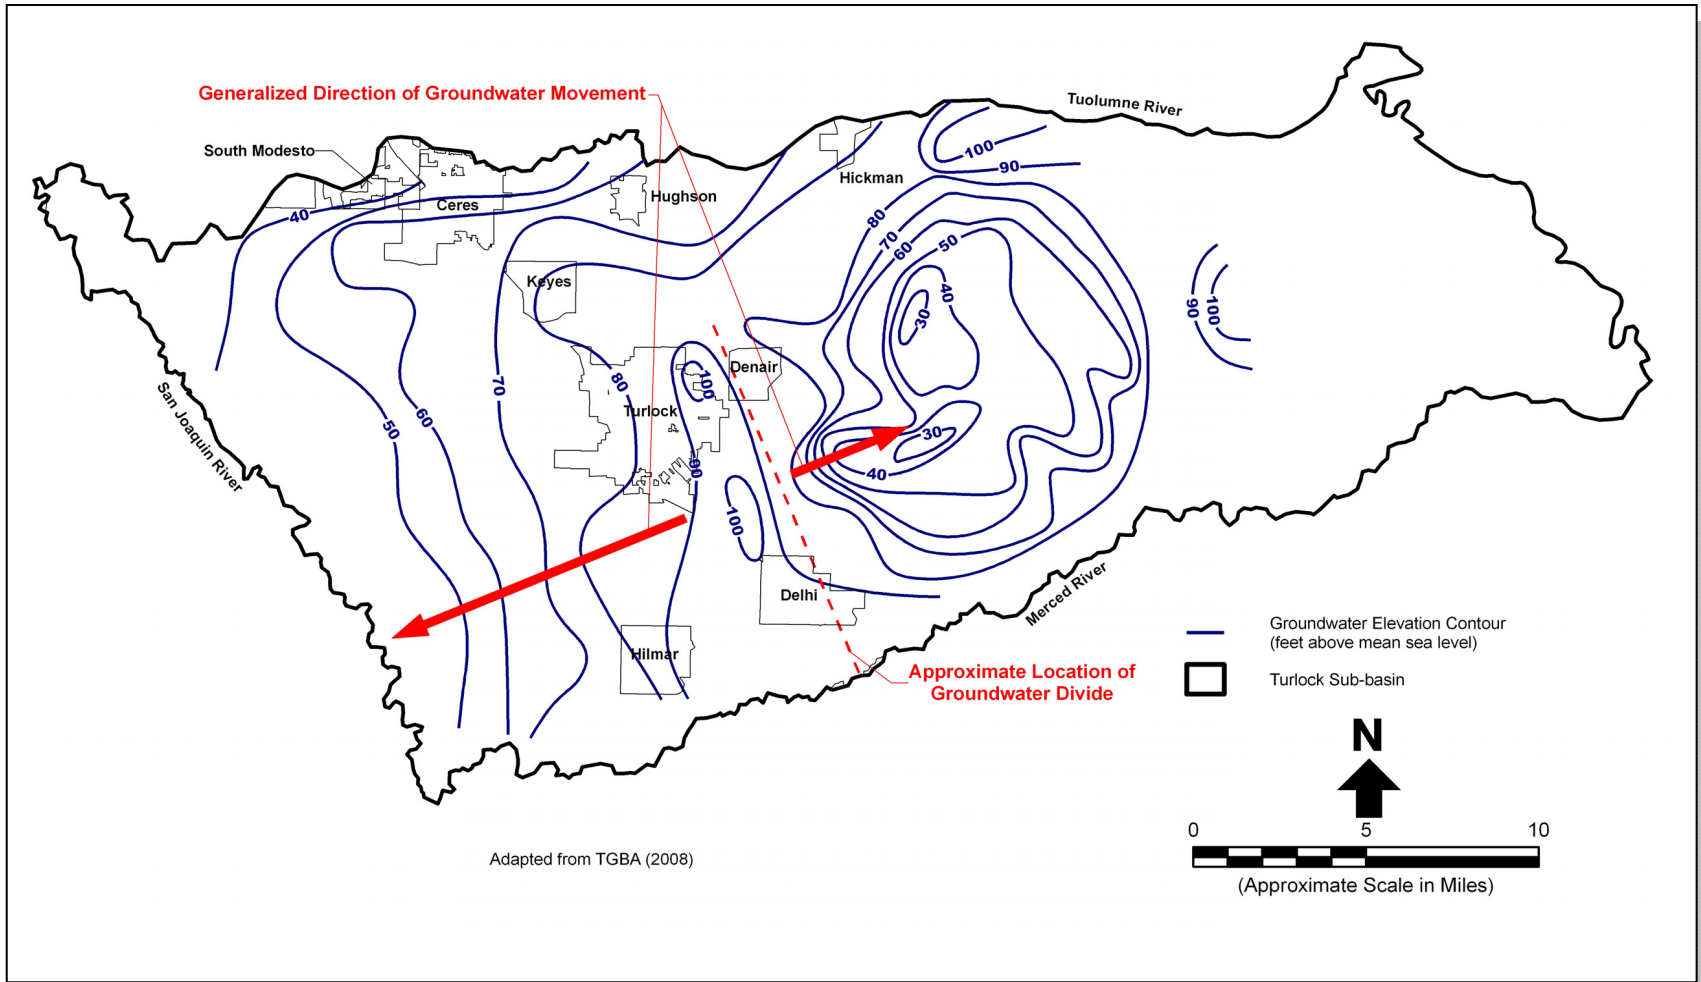 Tuolumne River
Generalized Direction of Groundwater Movement
South Modesto
100
90
Hickman
Hughson
Ceres
40
80
70
60
50
Keyes
40
30
90
100
70
80
100
Denair
Turlock
60
50
San Joaquin River
90
30
40
100
Delhi
Merced River
Hilmar
Approximate Location of
Groundwater Divide
Groundwater Elevation Contour
(feet above mean sea level)
Turlock Sub-basin
N
0 5 10
(Approximate Scale in Miles)
Adapted from TGBA (2008)